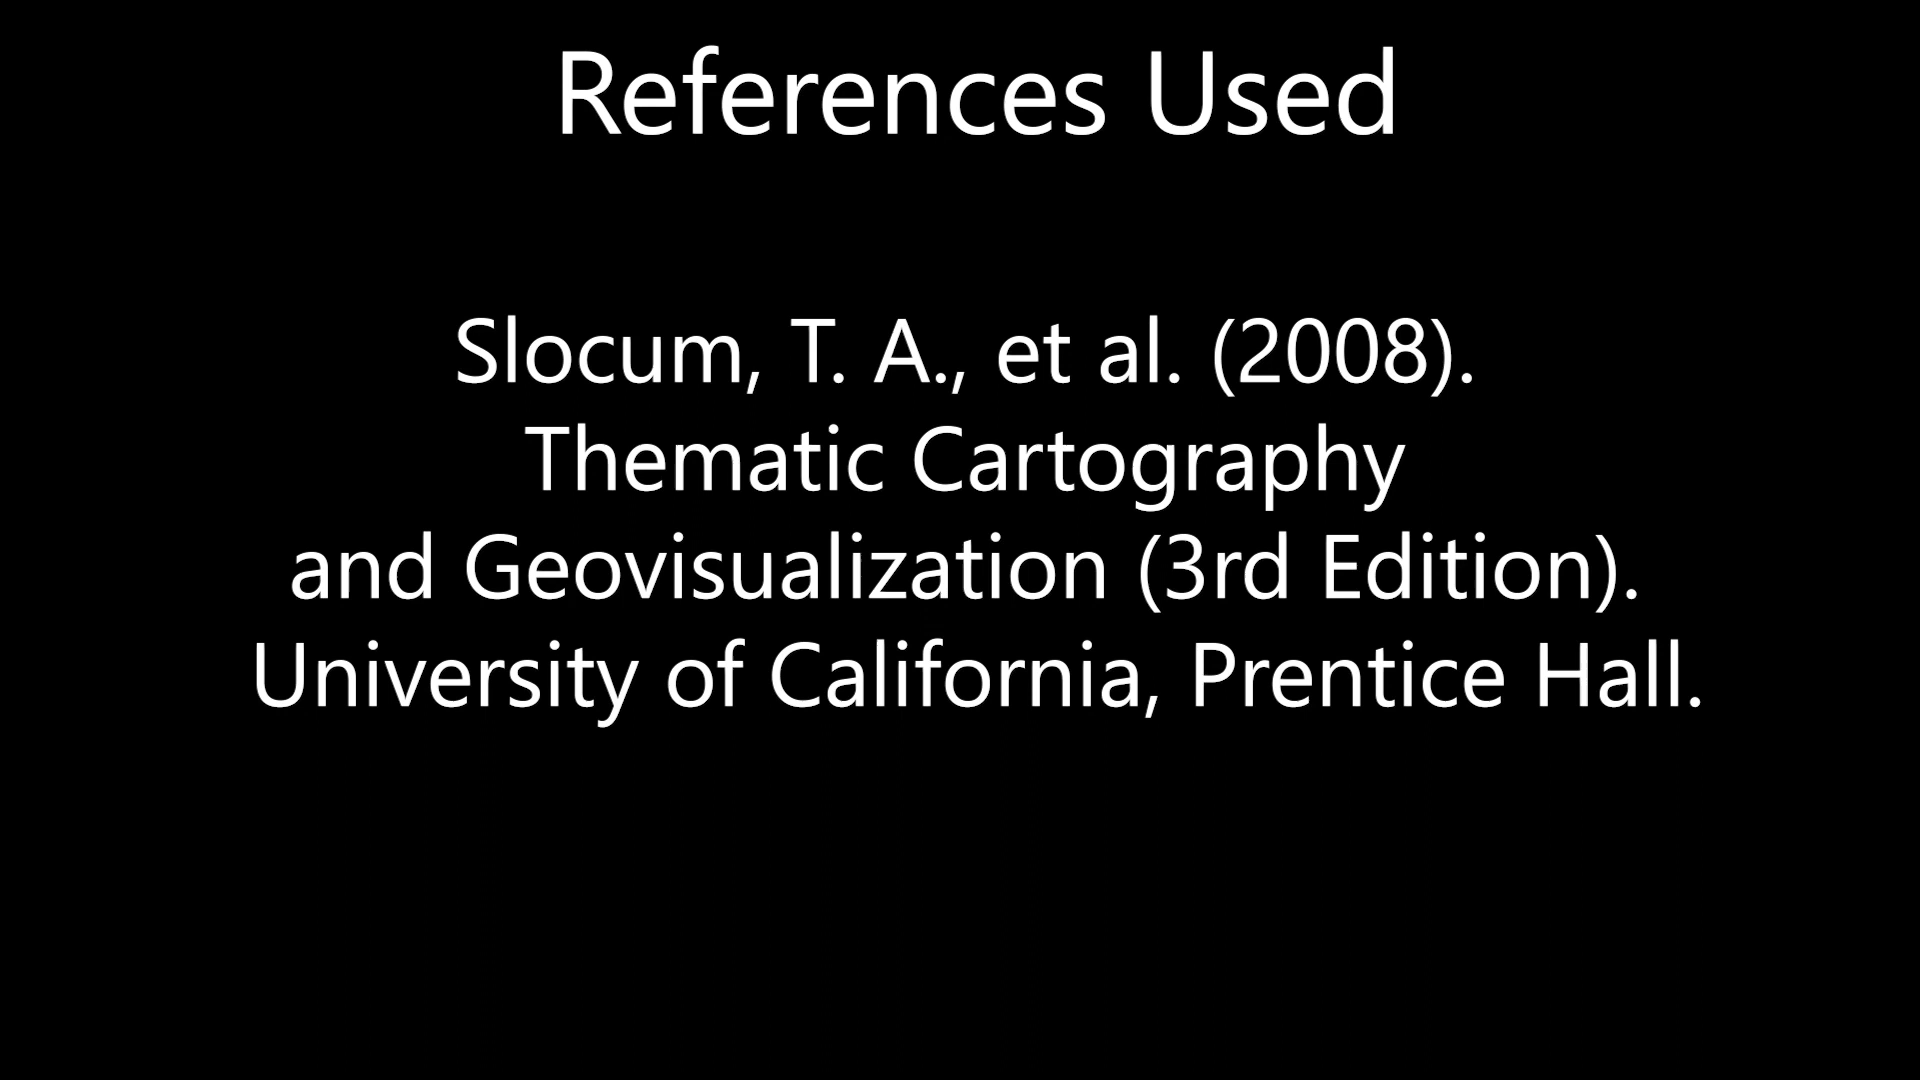 References Used
Slocum, T. A., et al. (2008).
Thematic Cartography
and Geovisualization (3rd Edition).
University of California, Prentice Hall.